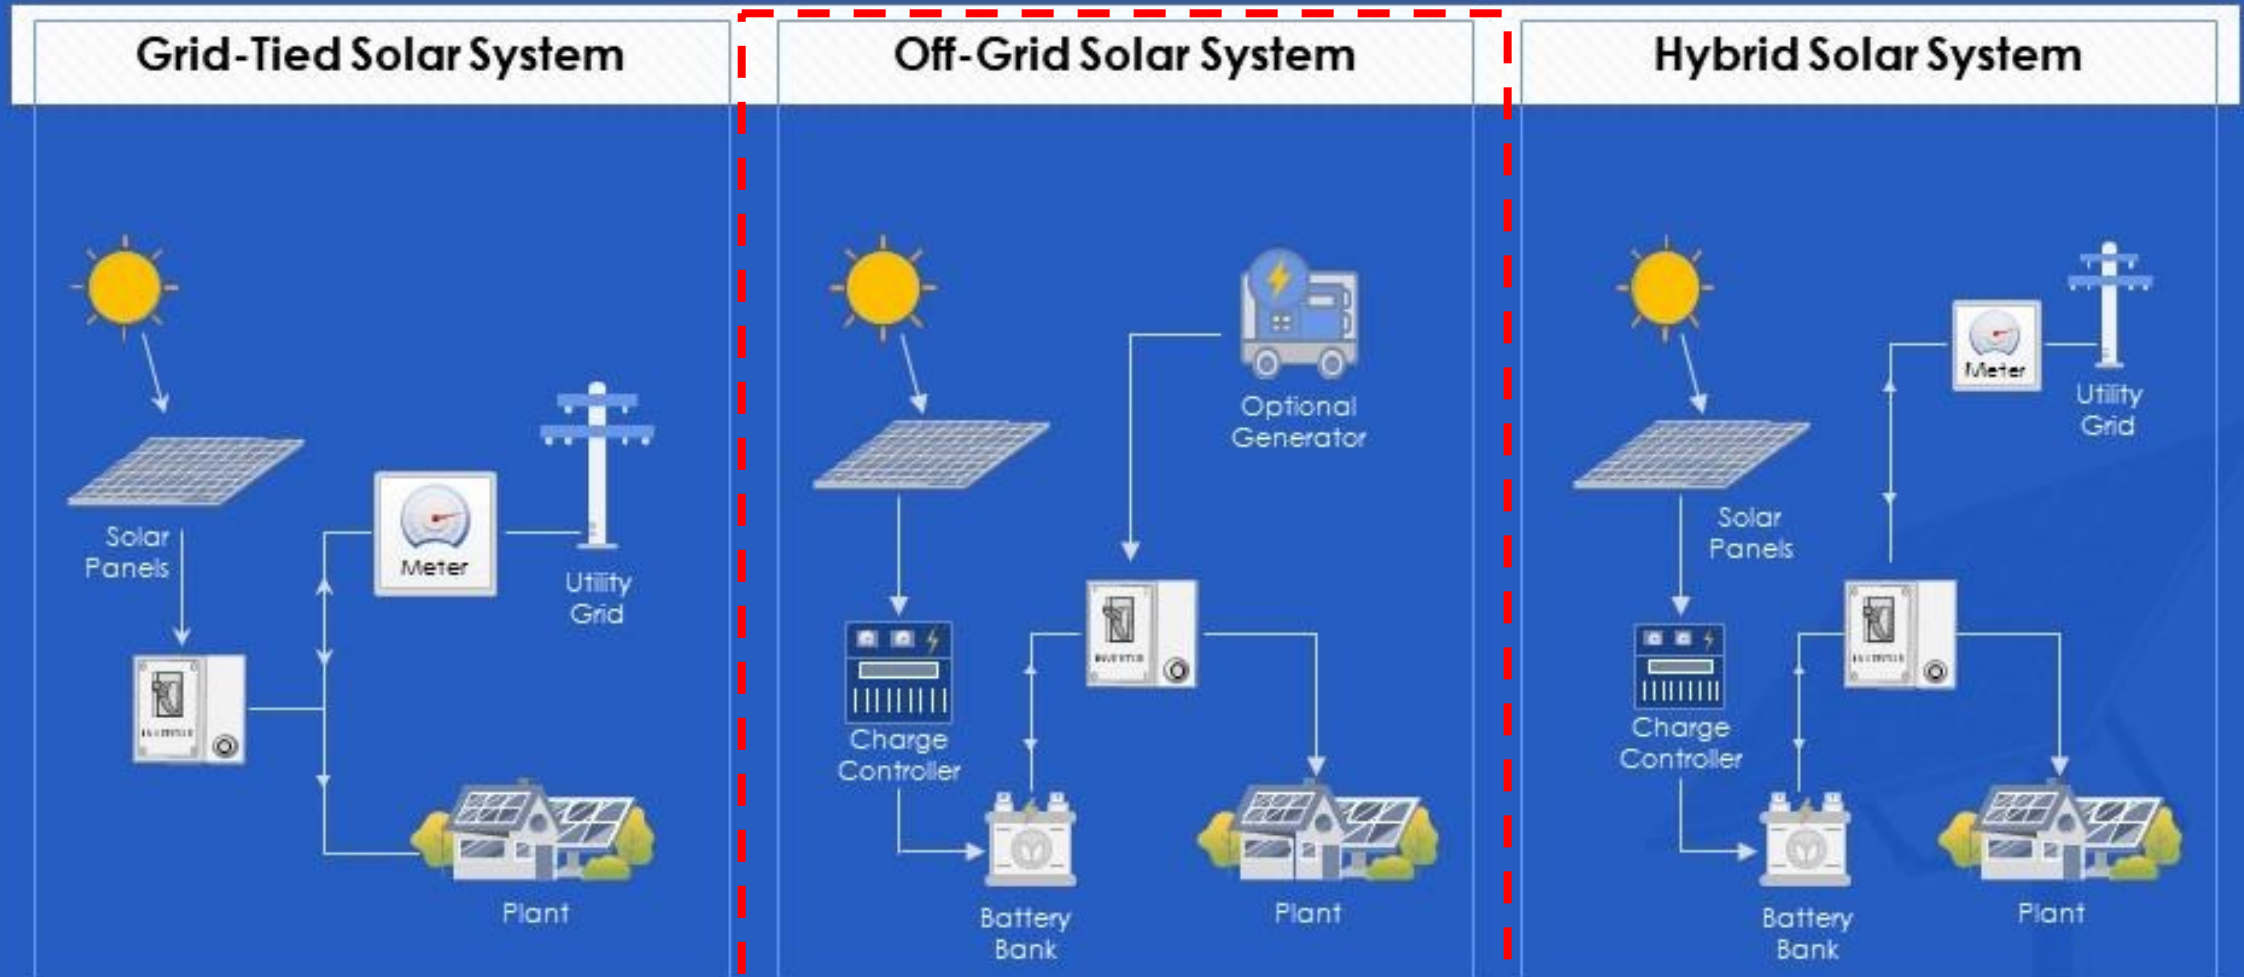 Grid-Tied Solar System
Solar
Panels
Meter
Utility
Grid
Plant
Off-Grid Solar System
Optional
Generator
Charge
Controller
Battery
Bank
Plant
Hybrid Solar System
Meter
Utility
Grid
Solar
Panels
Charge
Controller
Battery
Bank
Plant